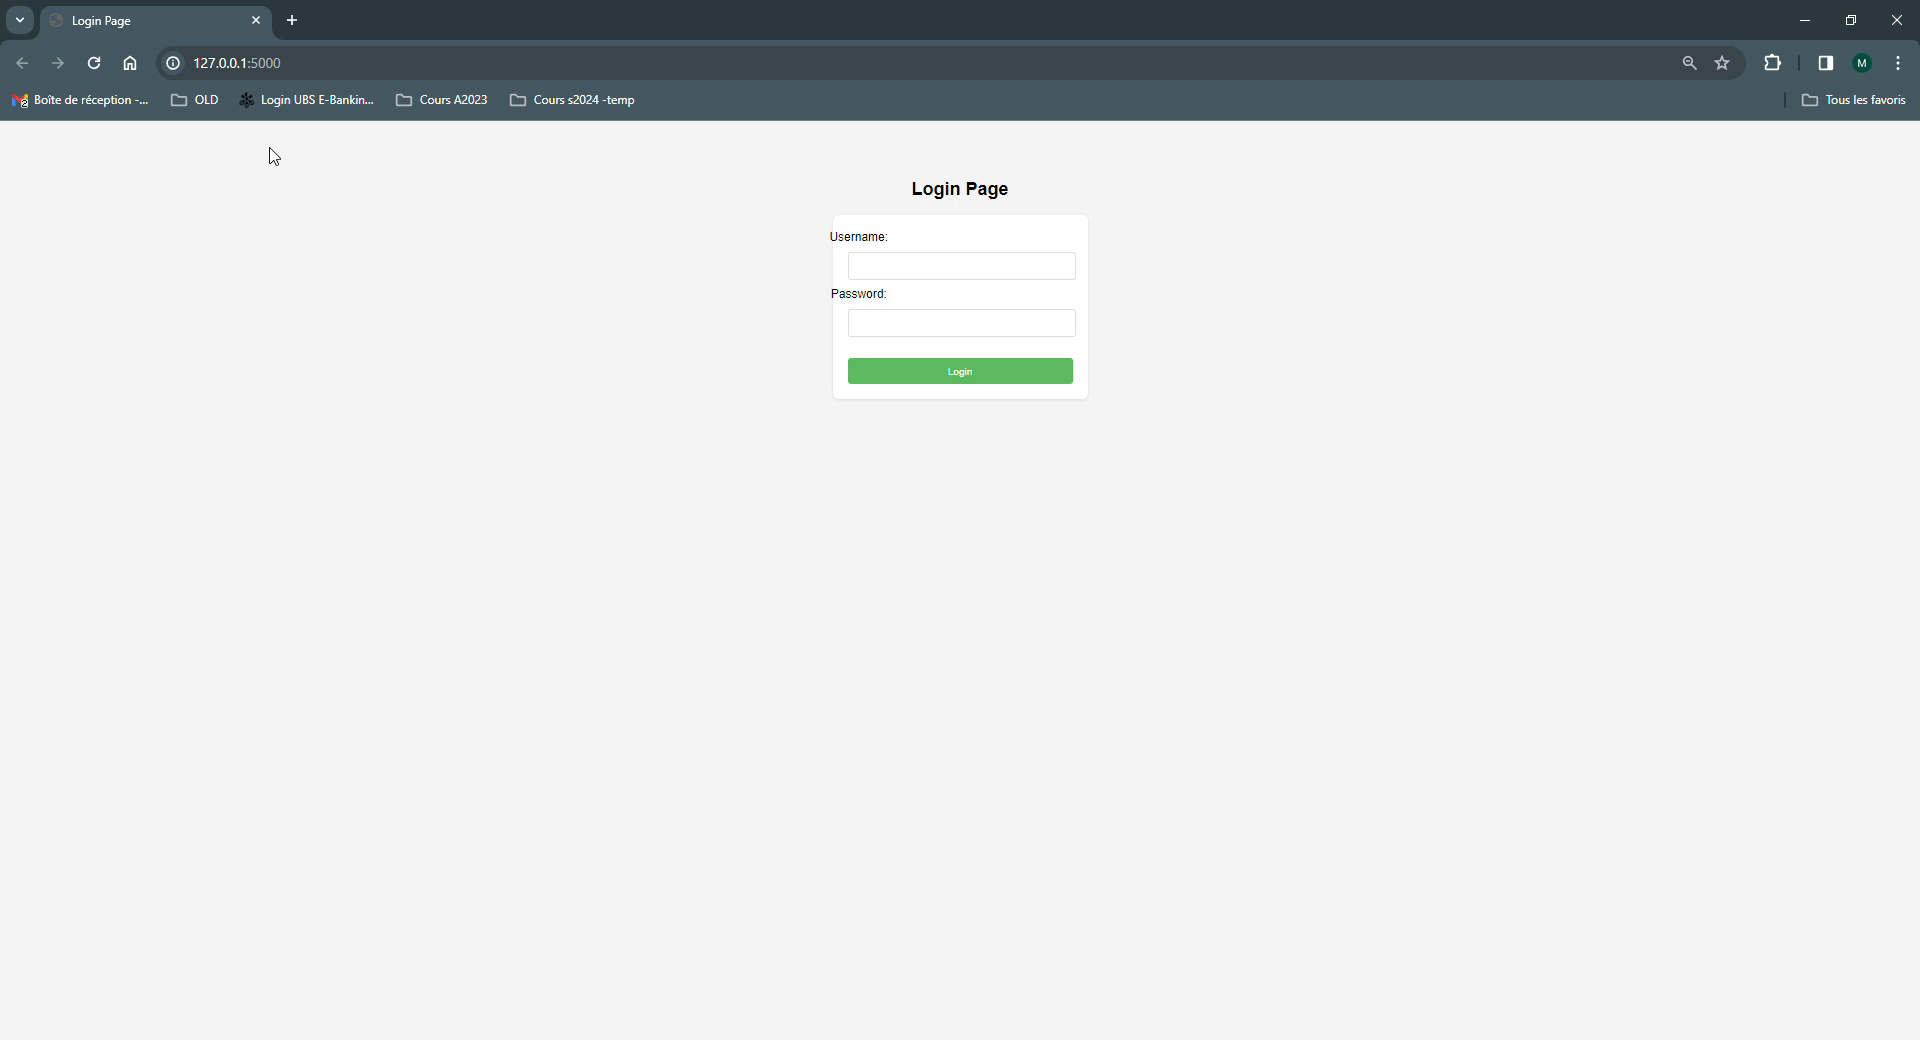 Login Page
127.0.0.1:5000
M
2
Boîte de réception -...
OLD
Login UBS E-Bankin...
Cours A2023
Cours s2024 -temp
Tous les favoris
Login Page
Username:
Password:
Login